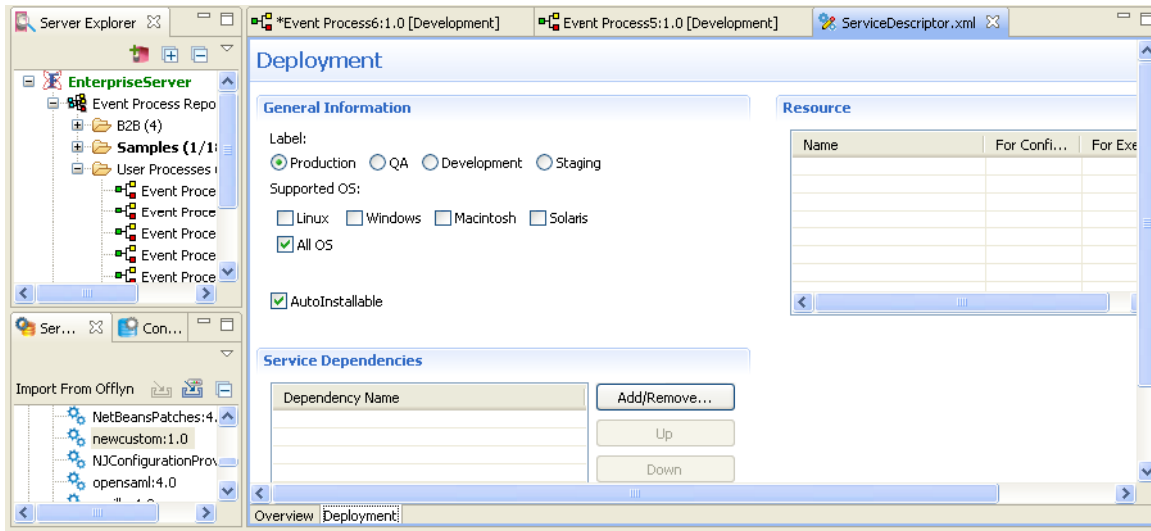 Server Explorer
EnterpriseServer
Event Process Repo
B2B (4)
Samples (1/1
User Processes
Event Proce
Event Proce
Event Proce
Event Proce
Event Proce
Ser...
Con...
Import From Offlyn
NetBeansPatches:4.
newcustom:1.0
NJConfigurationProv
opensaml:4.0
*Event Process6:1.0 [Development]
Event Process5:1.0 [Development]
ServiceDescriptor.xml
Deployment
General Information
Label:
Production QA Development Staging
Supported OS:
Linux Windows Macintosh Solaris
All OS
AutoInstallable
Service Dependencies
Dependency Name
Add/Remove...
Up
Down
Resource
Name For Confi... For Exe
Overview Deployment